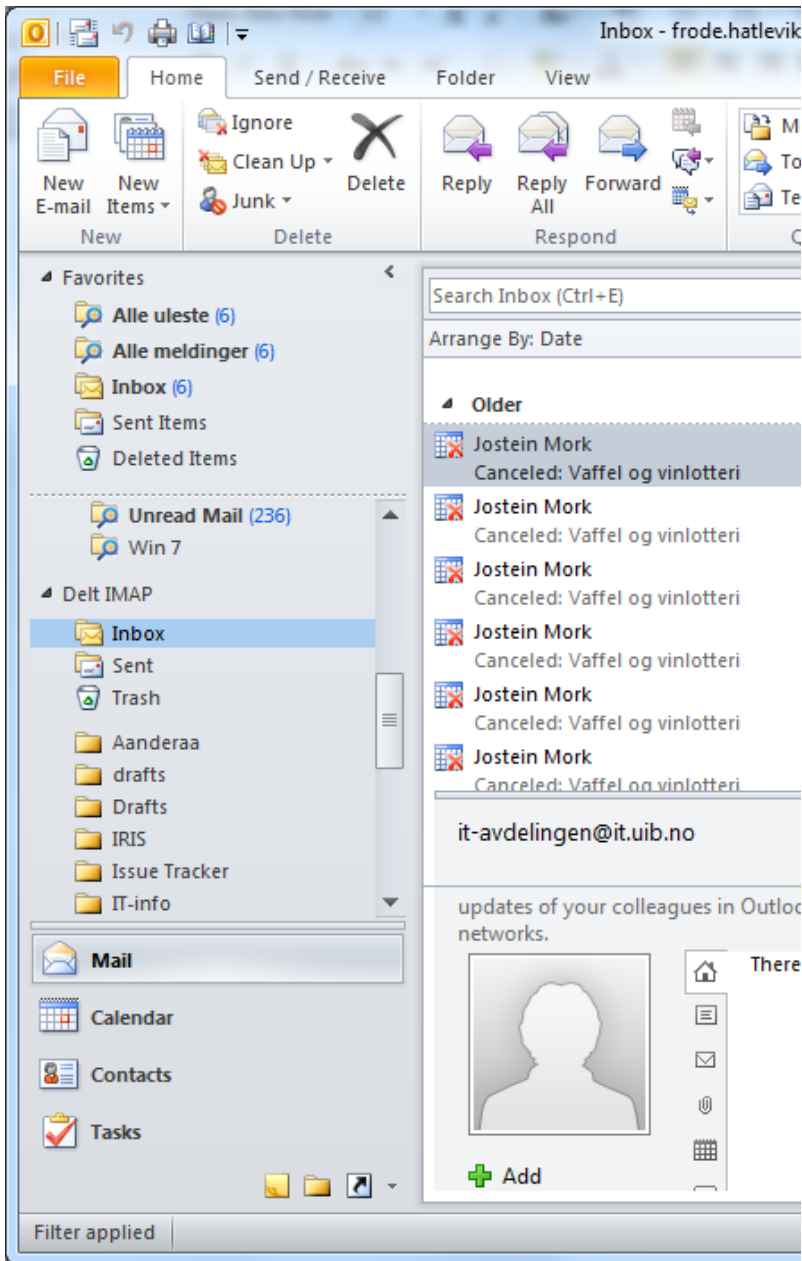 Inbox - frode.hatlevik
File Home Send / Receive Folder View
New E-mail
New Items
Ignore
Clean Up
Junk
Delete
Reply
Reply All
Forward
M
To
Te
New Delete Respond Q
Favorites
Alle uleste (6)
Alle meldinger (6)
Inbox (6)
Sent Items
Deleted Items
Unread Mail (236)
Win 7
Delt IMAP
Inbox
Sent
Trash
Aanderaa
drafts
Drafts
IRIS
Issue Tracker
IT-info
Mail
Calendar
Contacts
Tasks
Search Inbox (Ctrl+E)
Arrange By: Date
Older
Jostein Mork
Canceled: Vaffel og vinlotteri
Jostein Mork
Canceled: Vaffel og vinlotteri
Jostein Mork
Canceled: Vaffel og vinlotteri
Jostein Mork
Canceled: Vaffel og vinlotteri
Jostein Mork
Canceled: Vaffel og vinlotteri
Jostein Mork
Canceled: Vaffel og vinlotteri
it-avdelingen@it.uib.no
updates of your colleagues in Outloo
networks.
There
Add
Filter applied